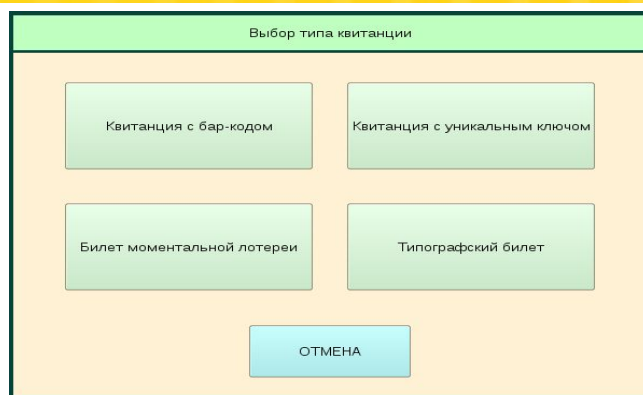 Выбор типа квитанции
Квитанция с бар-кодом
Квитанция с уникальным ключом
Билет моментальной лотереи
Типографский билет
ОТМЕНА